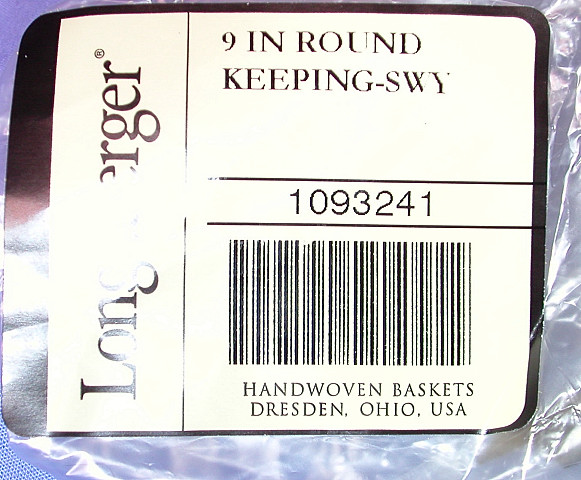 9 IN ROUND
KEEPING-SWY
1093241
HANDWOVEN BASKETS
DRESDEN, OHIO, USA